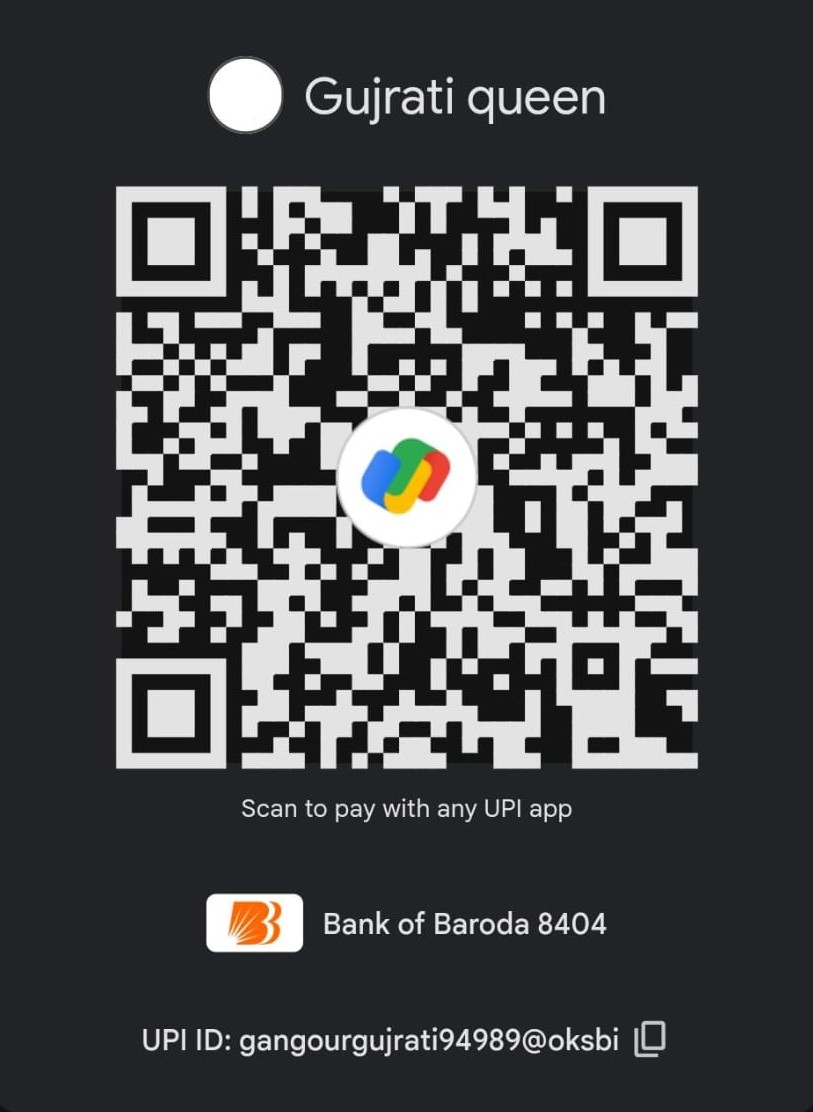 Gujrati queen
Scan to pay with any UPI app
Bank of Baroda 8404
UPI ID: gangourgujrati94989@oksbi